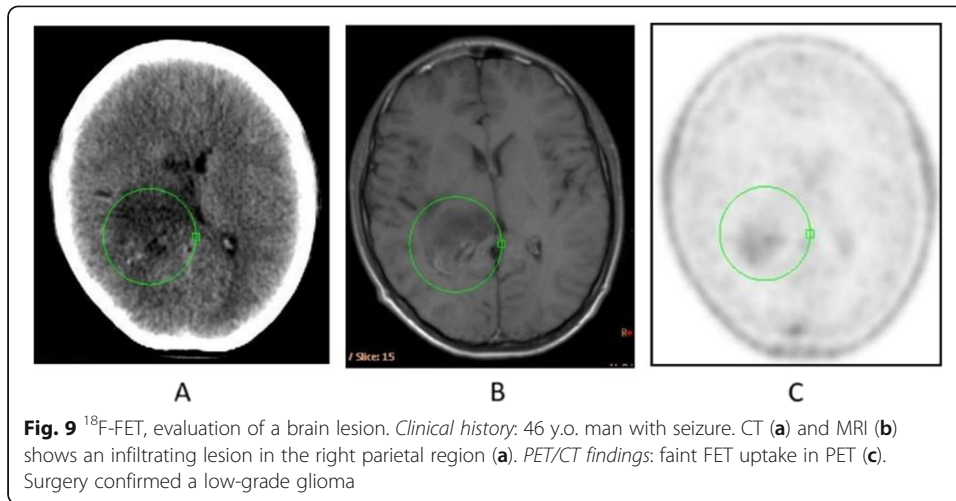 R
/ Slice: 15
A
B
C
Fig. 9 ¹⁸F-FET, evaluation of a brain lesion. Clinical history: 46 y.o. man with seizure. CT (a) and MRI (b)
shows an infiltrating lesion in the right parietal region (a). PET/CT findings: faint FET uptake in PET (c).
Surgery confirmed a low-grade glioma